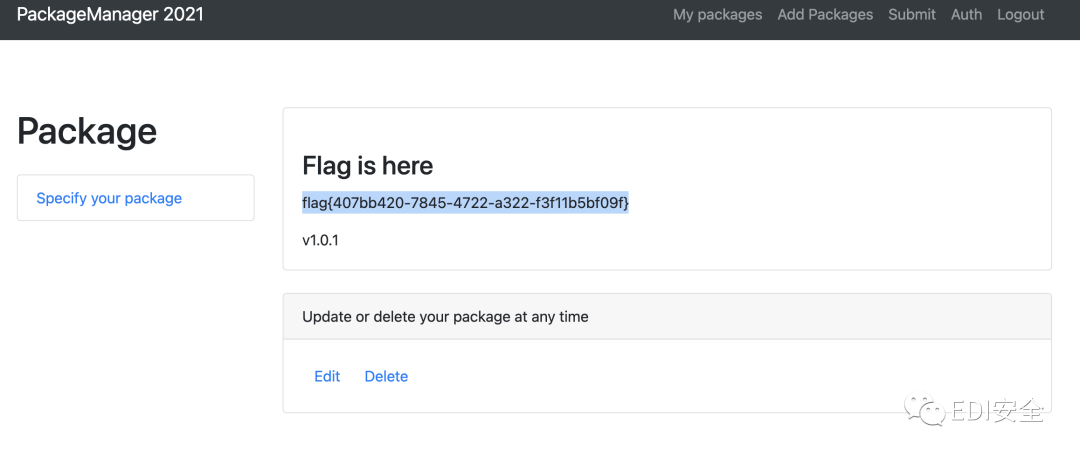 PackageManager 2021
My packages Add Packages Submit Auth Logout
Package
Specify your package
Flag is here
flag{407bb420-7845-4722-a322-f3f11b5bf09f}
v1.0.1
Update or delete your package at any time
Edit Delete
EDI安全